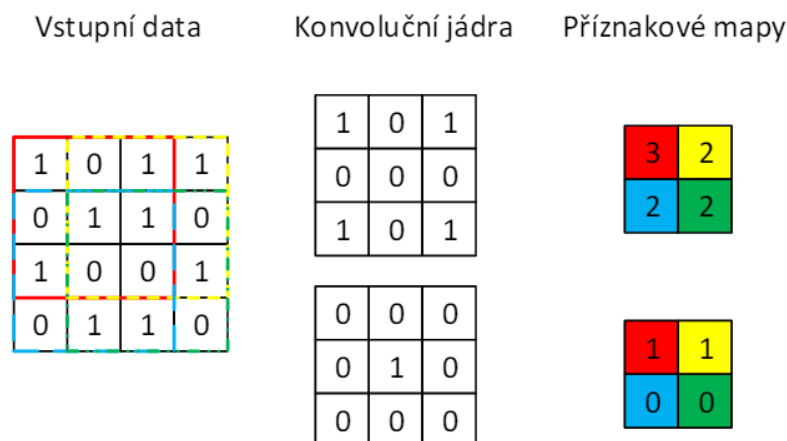 Vstupní data
Konvoluční jádra
Příznakové mapy
1 0 1 1
0 1 1 0
1 0 0 1
0 1 1 0
1 0 1
0 0 0
1 0 1
0 0 0
0 1 0
0 0 0
3 2
2 2
1 1
0 0